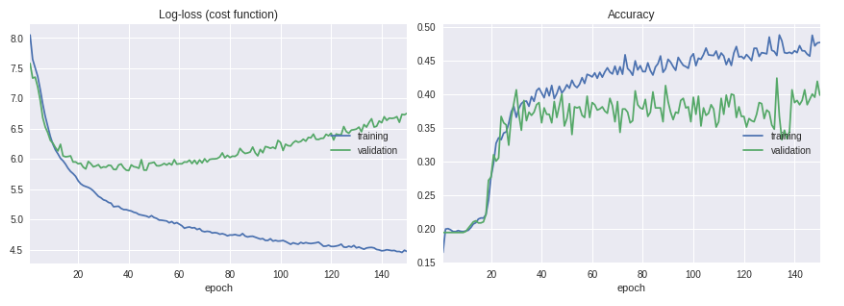 Log-loss (cost function)
8.0
7.5
7.0
6.5
6.0
5.5
5.0
4.5
20 40 60 80 100 120 140
epoch
training
validation
Accuracy
0.50
0.45
0.40
0.35
0.30
0.25
0.20
0.15
20 40 60 80 100 120 140
epoch
training
validation